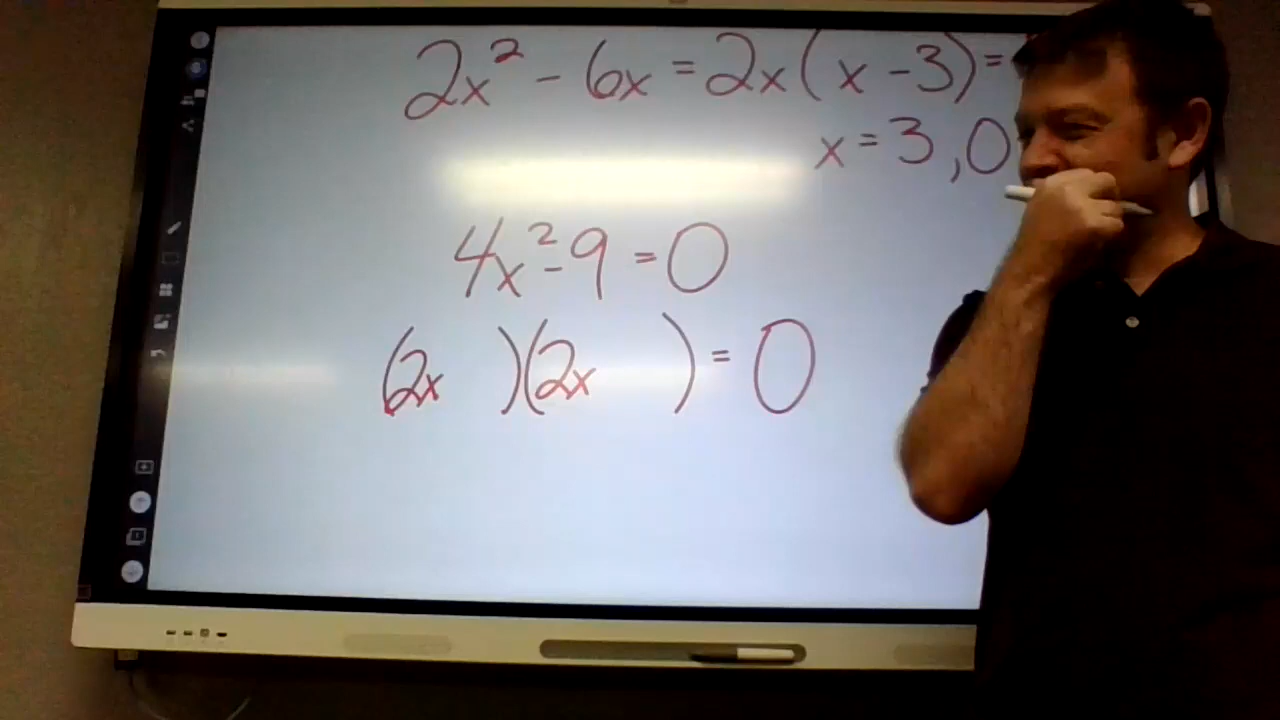 2x² - 6x = 2x(x - 3) =
x = 3, 0
4x² - 9 = 0
(2x )(2x ) = 0